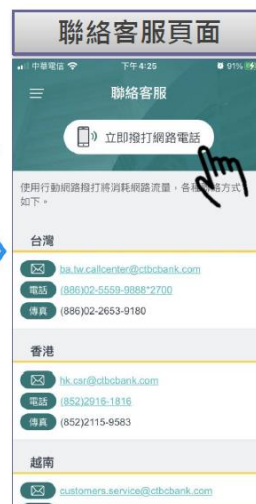 聯絡客服頁面
中華電信 下午4:25 91%
聯絡客服
立即撥打網路電話
使用行動網路撥打將消耗網路流量，各種聯絡方式
如下。
台灣
ba.tw.callcenter@ctbcbank.com
電話 (886)02-5559-9888*2700
傳真 (886)02-2653-9180
香港
hk.csr@ctbcbank.com
電話 (852)2916-1816
傳真 (852)2115-9583
越南
customers.service@ctbcbank.com